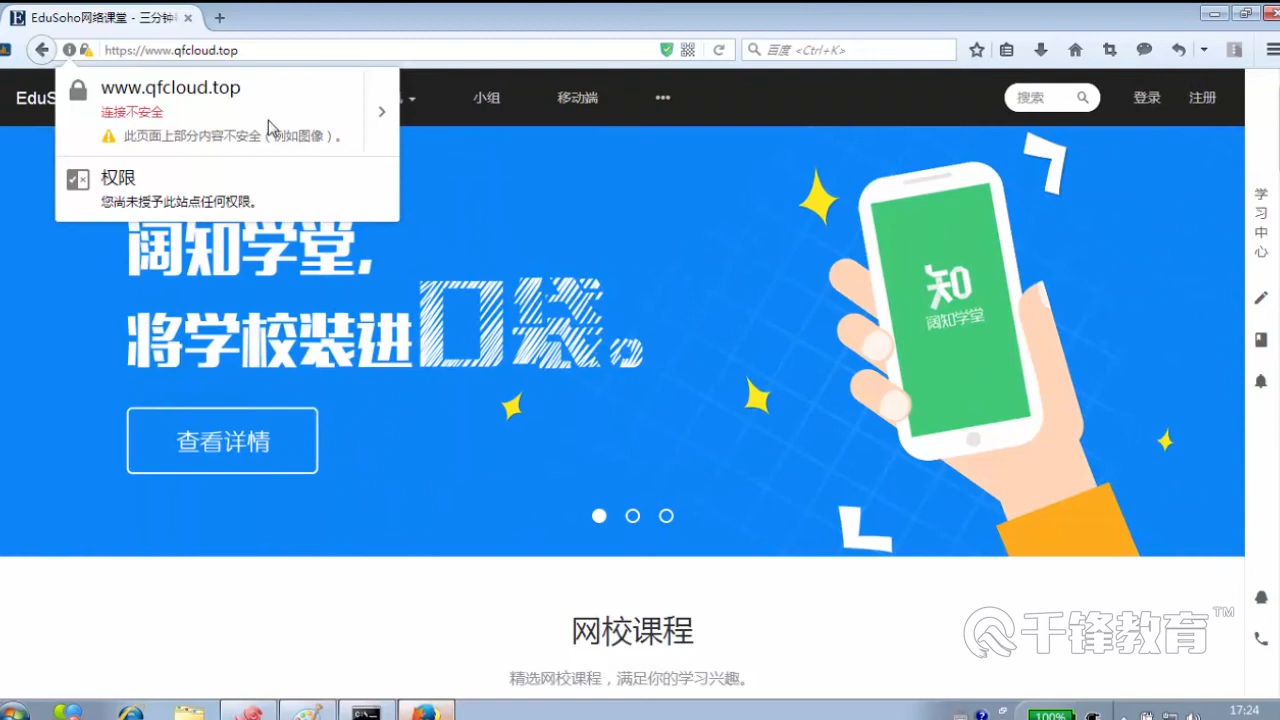 EduSoho网络课堂 - 三分钟
https://www.qfcloud.top
百度 <Ctrl+K>
www.qfcloud.top
连接不安全
此页面上部分内容不安全（例如图像）。
权限
您尚未授予此站点任何权限。
EduS
小组
移动端
搜索
登录
注册
阔知学堂,
将学校装进口袋。
查看详情
知
阔知学堂
学
习
中
心
网校课程
精选网校课程，满足你的学习兴趣。
千锋教育™
100%
17:24